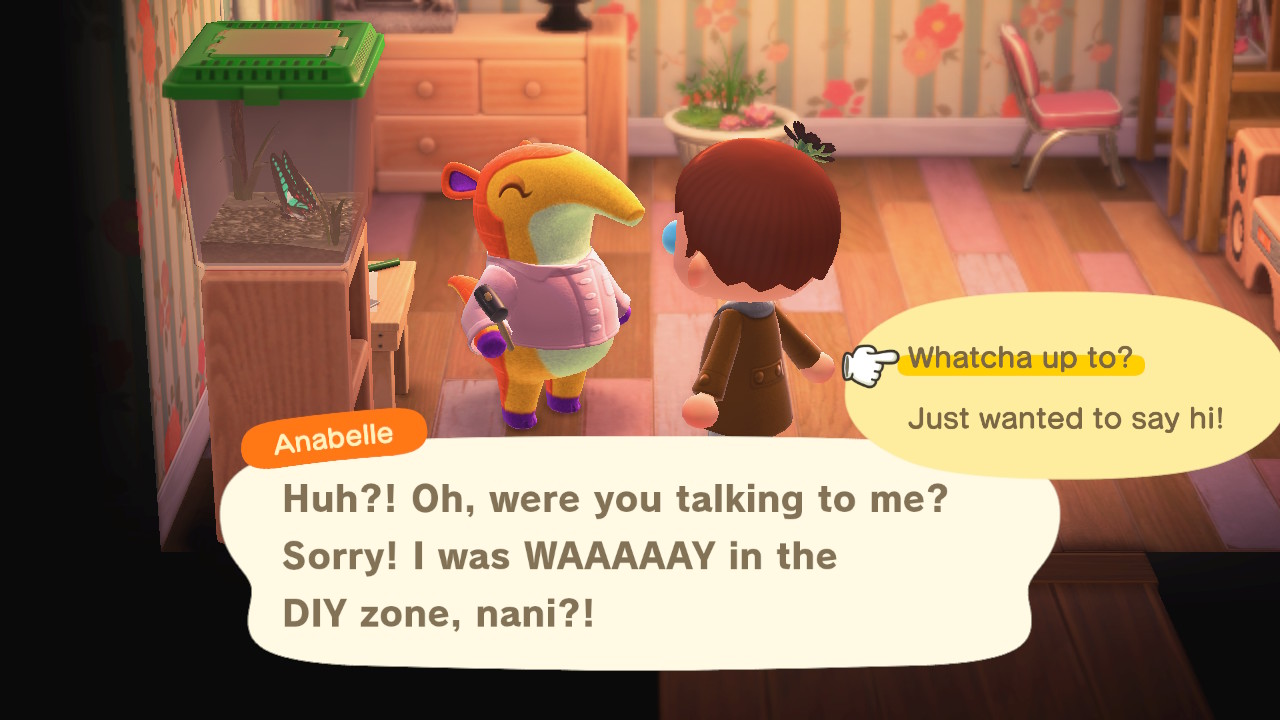 Whatcha up to?
Just wanted to say hi!
Anabelle
Huh?! Oh, were you talking to me?
Sorry! I was WAAAAAY in the
DIY zone, nani?!